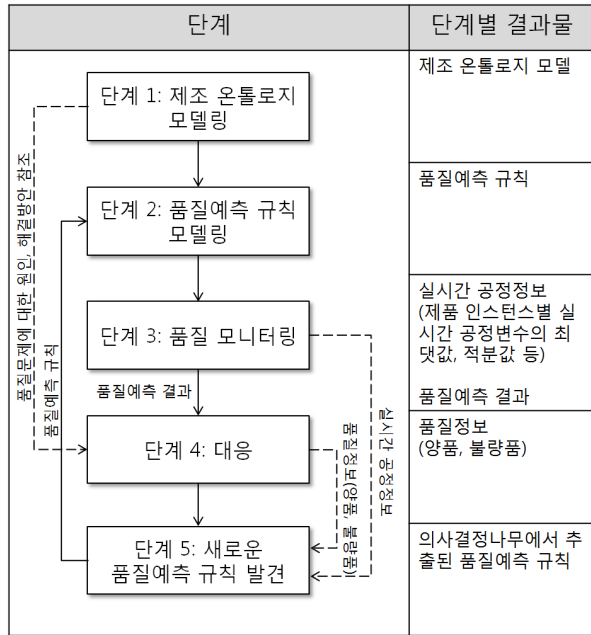 단계
단계별 결과물
단계 1: 제조 온톨로지
모델링
제조 온톨로지 모델
단계 2: 품질예측 규칙
모델링
품질예측 규칙
단계 3: 품질 모니터링
실시간 공정정보
(제품 인스턴스별 실
시간 공정변수의 최
댓값, 적분값 등)
품질예측 결과
품질예측 결과
단계 4: 대응
품질정보
(양품, 불량품)
단계 5: 새로운
품질예측 규칙 발견
의사결정나무에서 추
출된 품질예측 규칙
품질문제에 대한 원인, 해결방안 참조
품질예측 규칙
품질정보(양품, 불량품)
실시간 공정정보